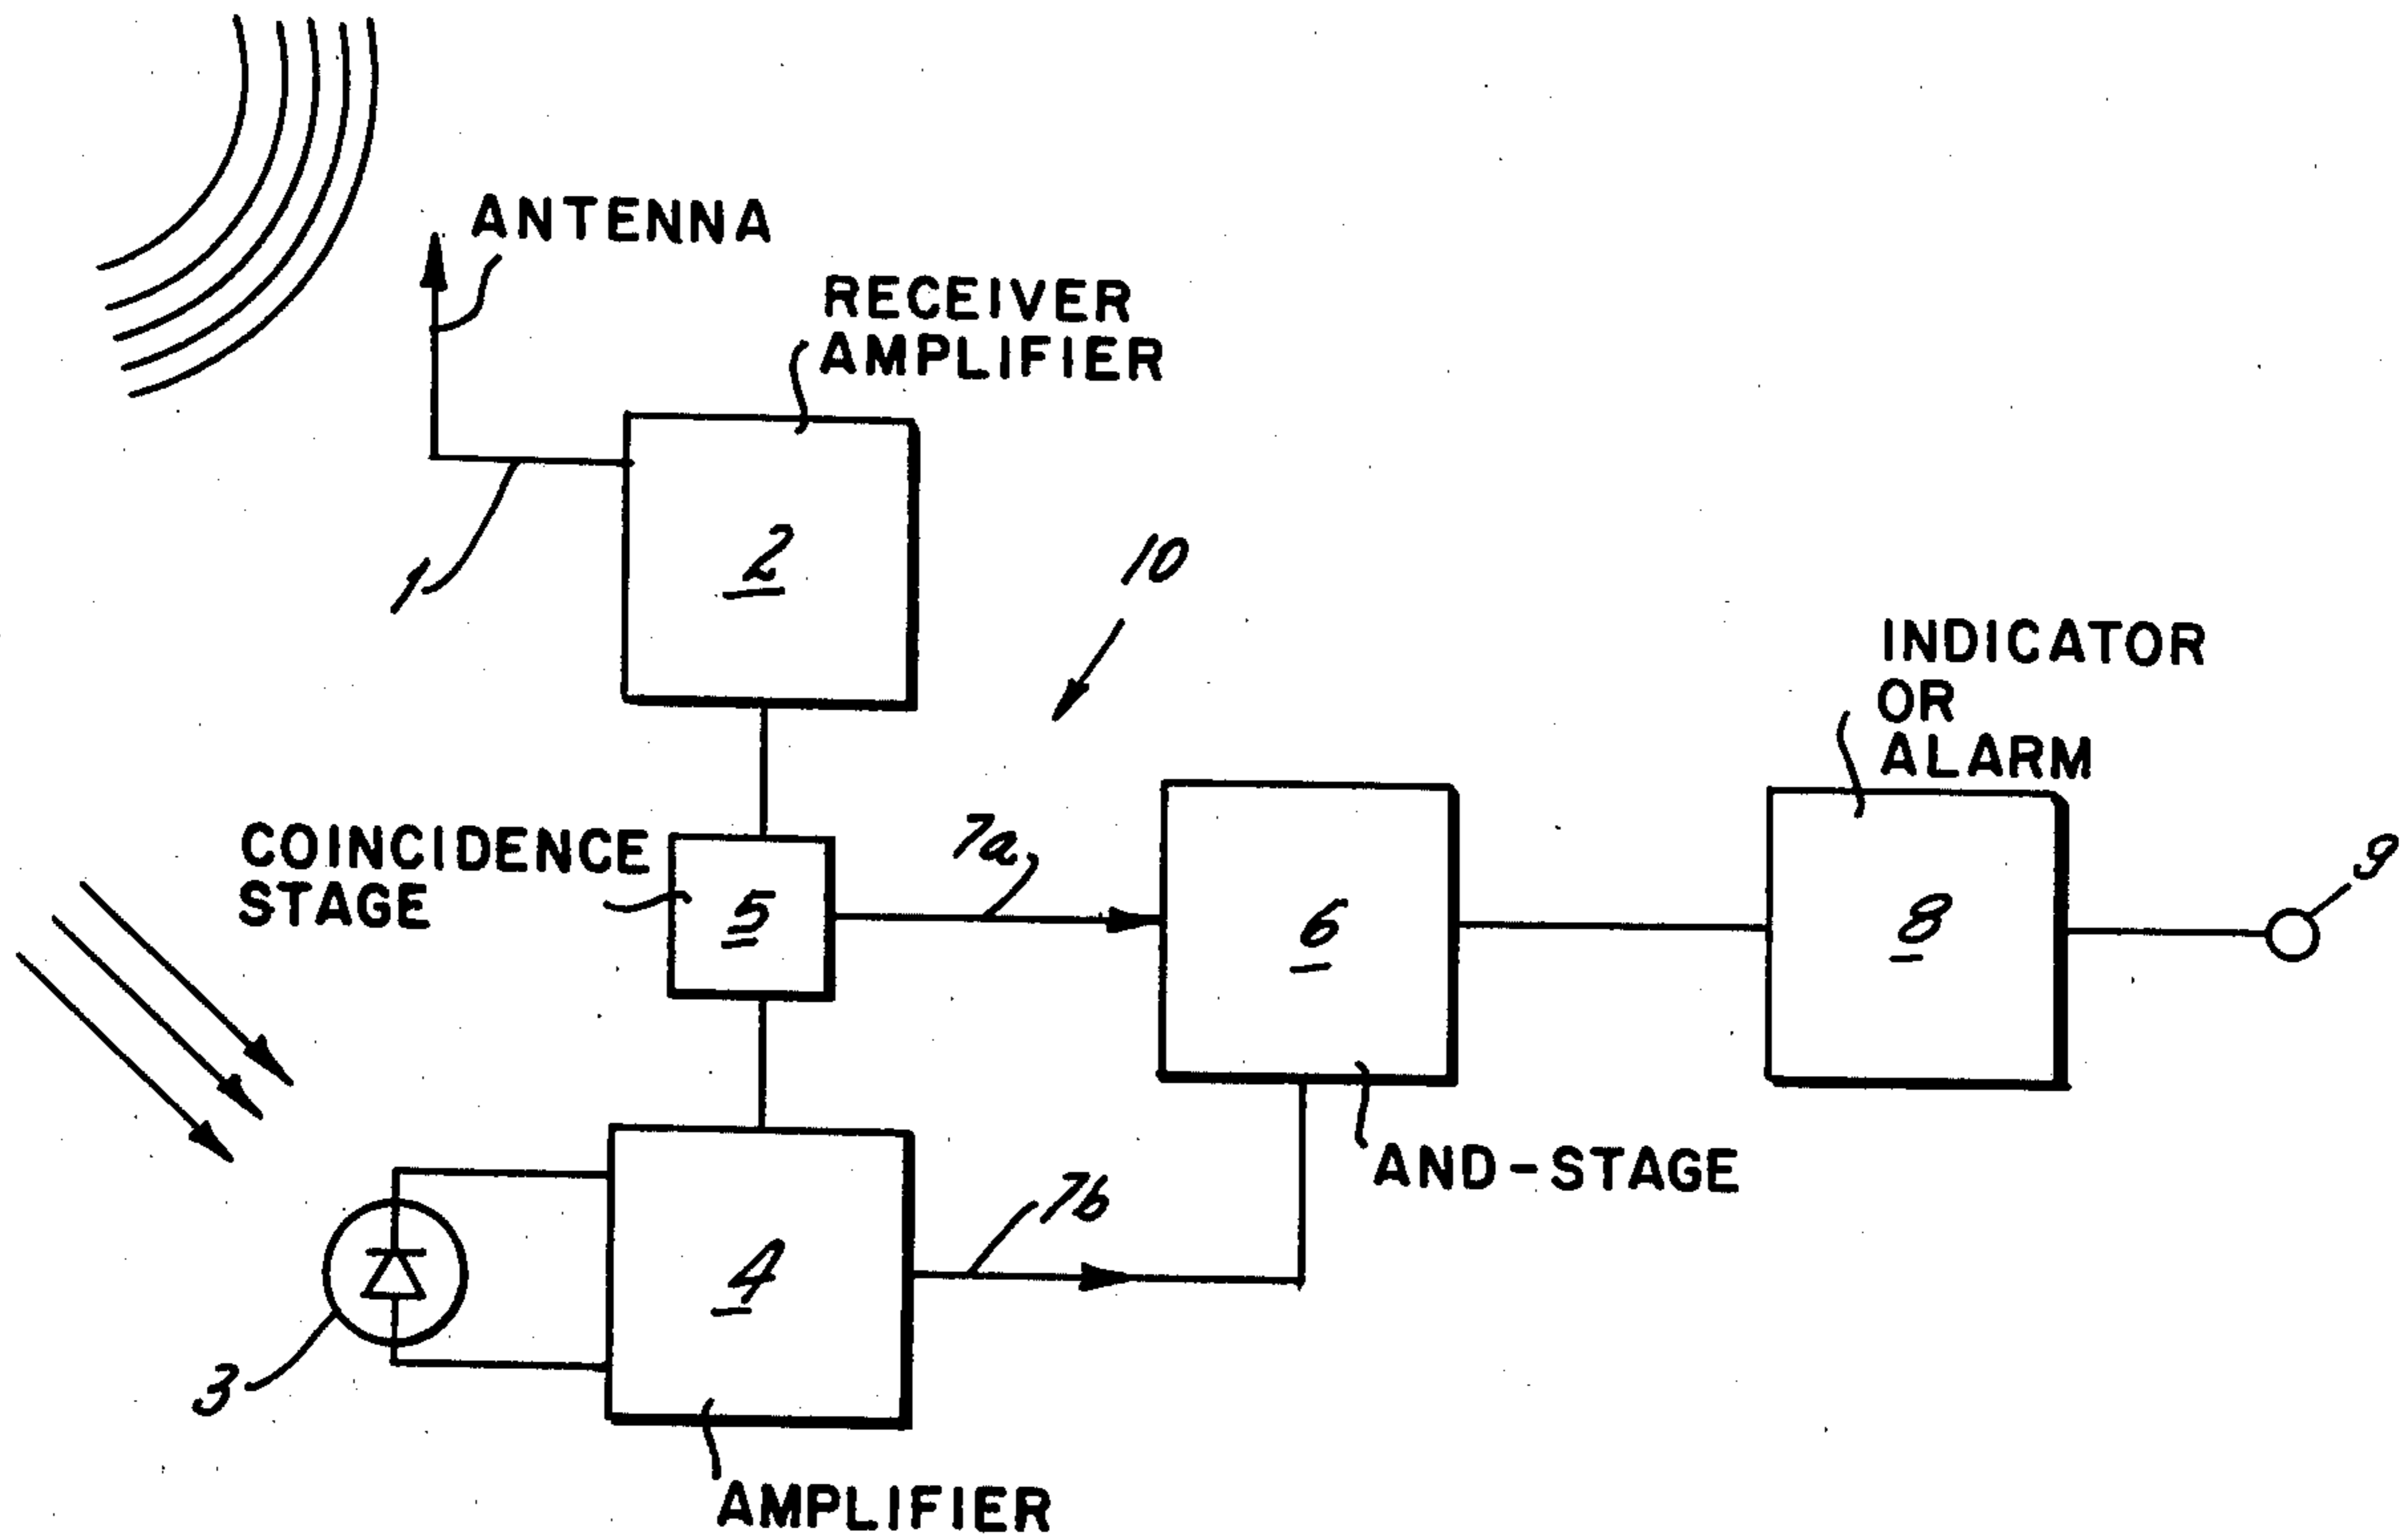 ANTENNA
RECEIVER
AMPLIFIER
1
2
10
INDICATOR
OR
ALARM
COINCIDENCE
STAGE
5
7a
6
8
9
AND-STAGE
3
4
7b
AMPLIFIER